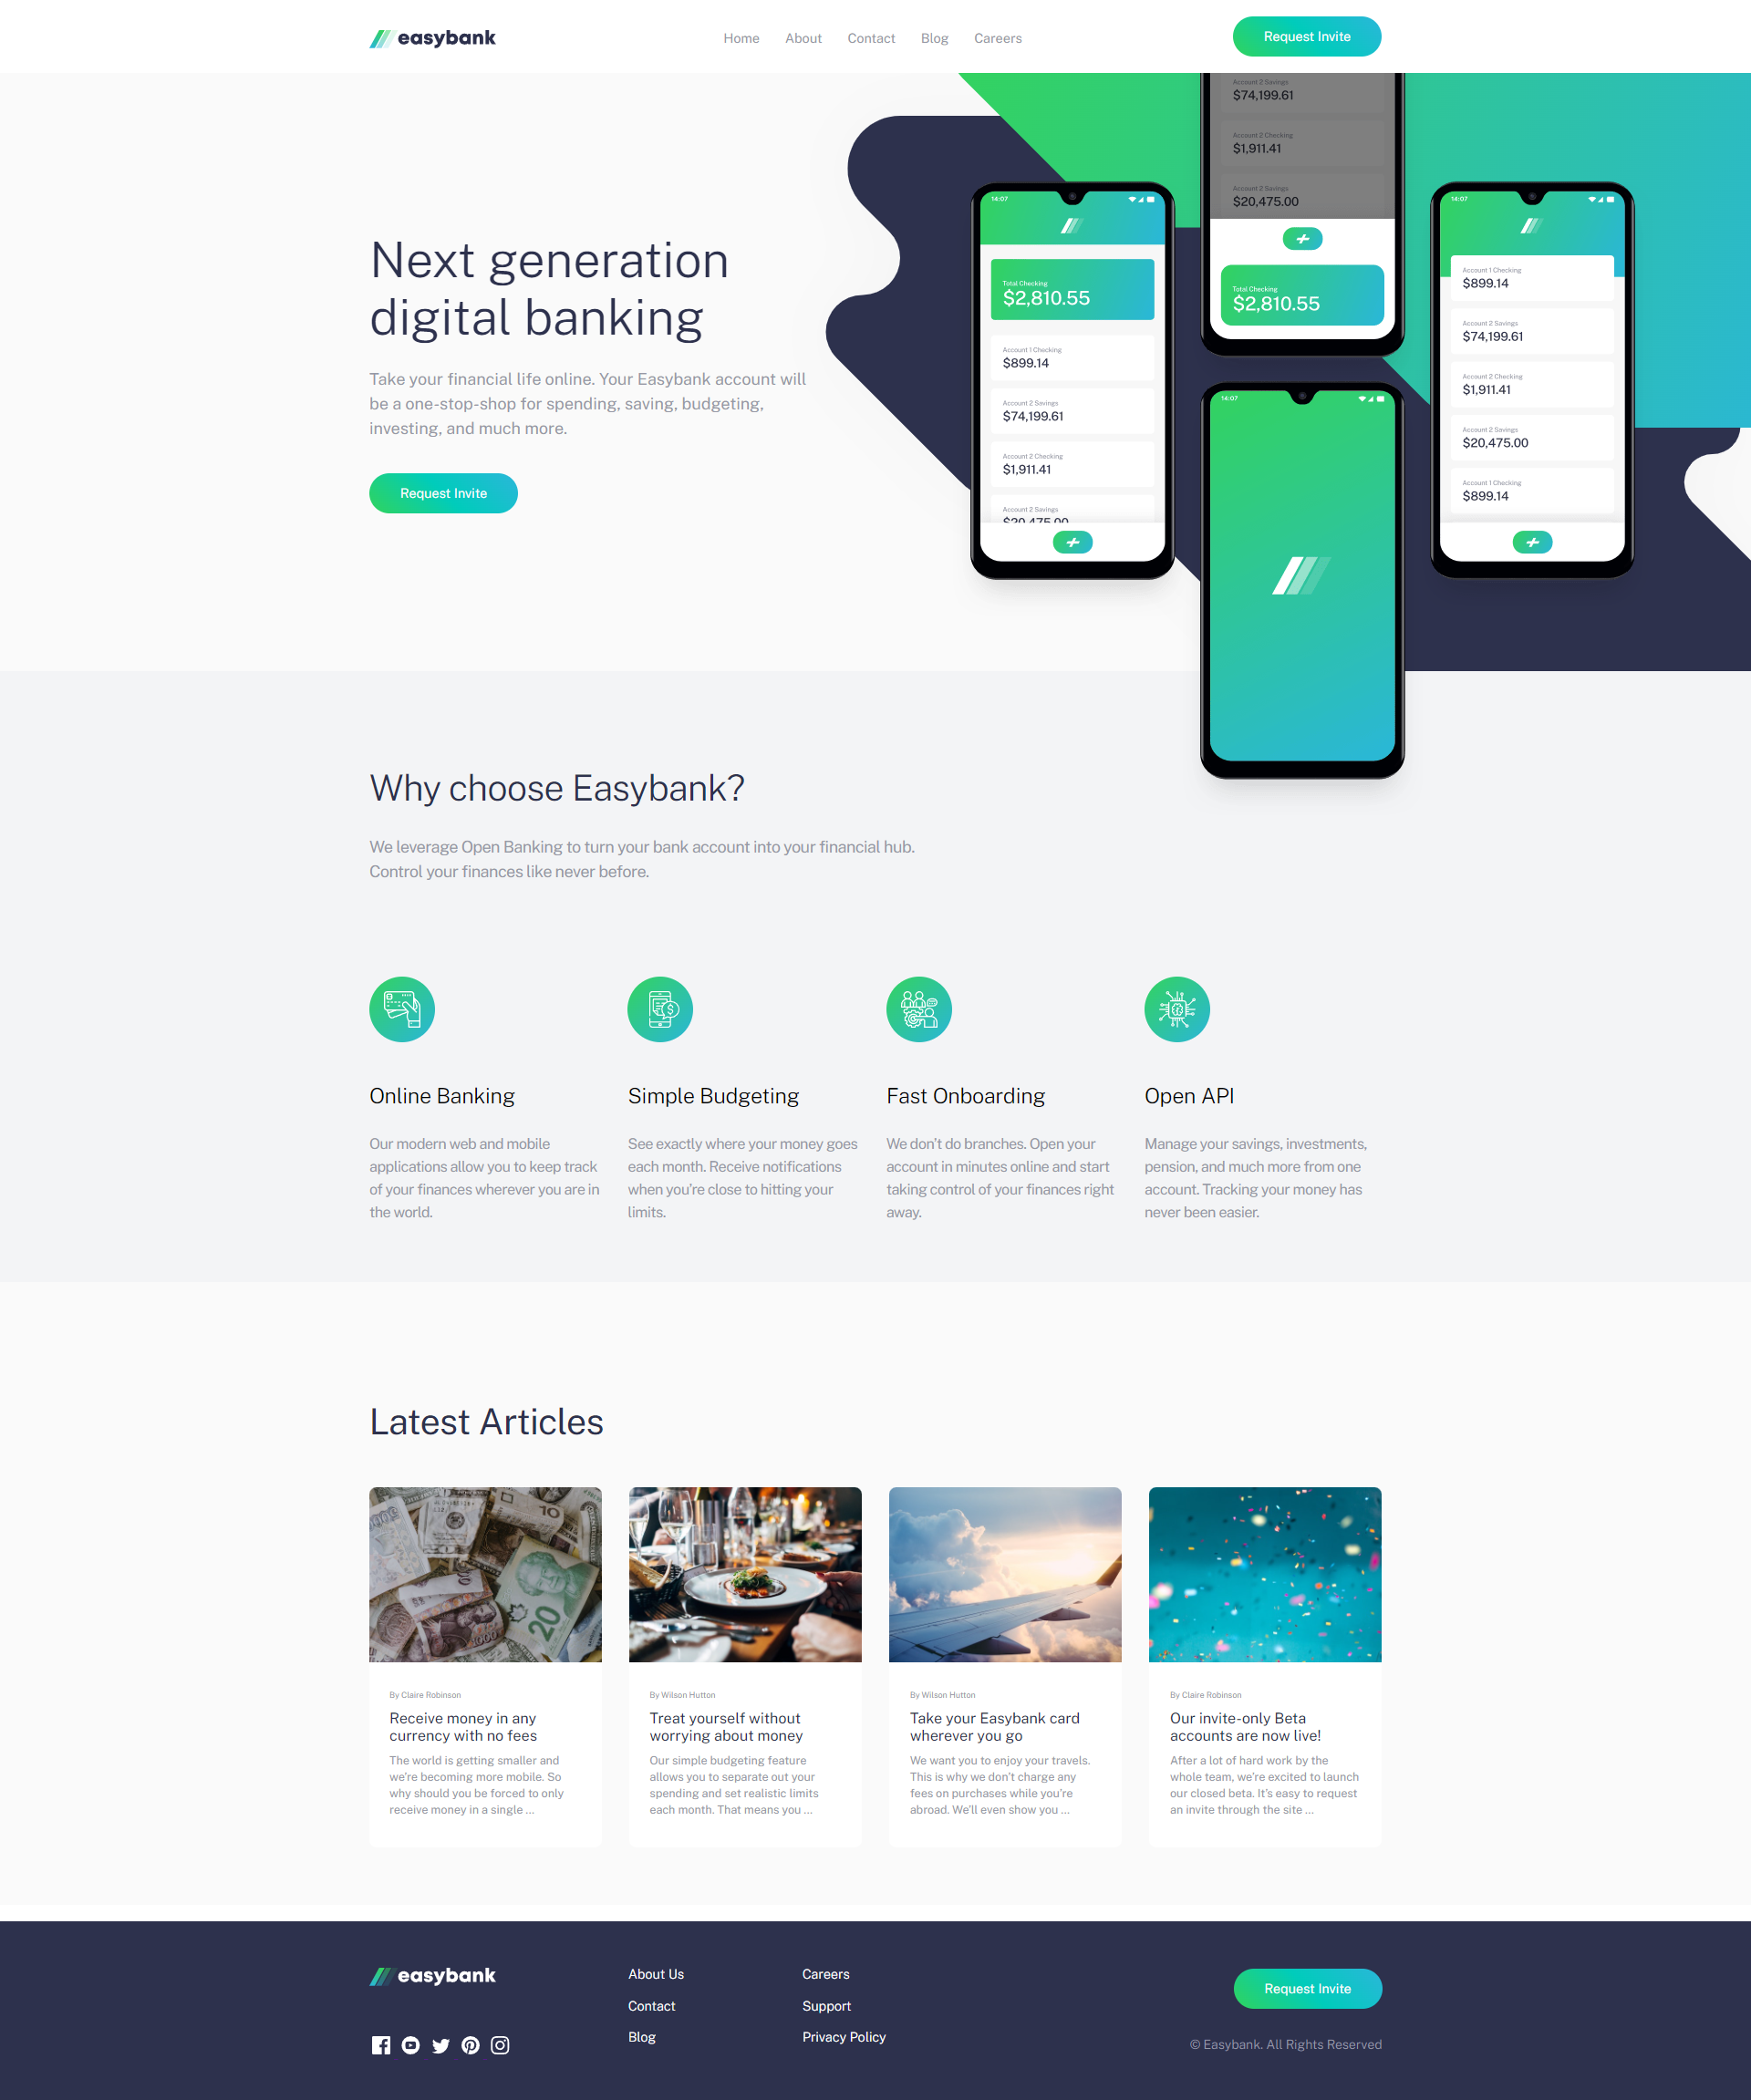 easybank
Home About Contact Blog Careers
Request Invite
Next generation
digital banking
Take your financial life online. Your Easybank account will
be a one-stop-shop for spending, saving, budgeting,
investing, and much more.
Request Invite
14:07
Total Checking
$2,810.55
Account 1 Checking
$899.14
Account 2 Savings
$74,199.61
Account 2 Checking
$1,911.41
Account 2 Savings
$20,475.00
Account 2 Savings
$74,199.61
Account 2 Checking
$1,911.41
Account 2 Savings
$20,475.00
Total Checking
$2,810.55
14:07
14:07
Account 1 Checking
$899.14
Account 2 Savings
$74,199.61
Account 2 Checking
$1,911.41
Account 2 Savings
$20,475.00
Account 1 Checking
$899.14
Why choose Easybank?
We leverage Open Banking to turn your bank account into your financial hub.
Control your finances like never before.
Online Banking
Our modern web and mobile
applications allow you to keep track
of your finances wherever you are in
the world.
Simple Budgeting
See exactly where your money goes
each month. Receive notifications
when you're close to hitting your
limits.
Fast Onboarding
We don't do branches. Open your
account in minutes online and start
taking control of your finances right
away.
Open API
Manage your savings, investments,
pension, and much more from one
account. Tracking your money has
never been easier.
Latest Articles
10
20
By Claire Robinson
Receive money in any
currency with no fees
The world is getting smaller and
we're becoming more mobile. So
why should you be forced to only
receive money in a single ...
By Wilson Hutton
Treat yourself without
worrying about money
Our simple budgeting feature
allows you to separate out your
spending and set realistic limits
each month. That means you ...
By Wilson Hutton
Take your Easybank card
wherever you go
We want you to enjoy your travels.
This is why we don't charge any
fees on purchases while you're
abroad. We'll even show you ...
By Claire Robinson
Our invite-only Beta
accounts are now live!
After a lot of hard work by the
whole team, we're excited to launch
our closed beta. It's easy to request
an invite through the site ...
easybank
About Us
Contact
Blog
Careers
Support
Privacy Policy
Request Invite
© Easybank. All Rights Reserved